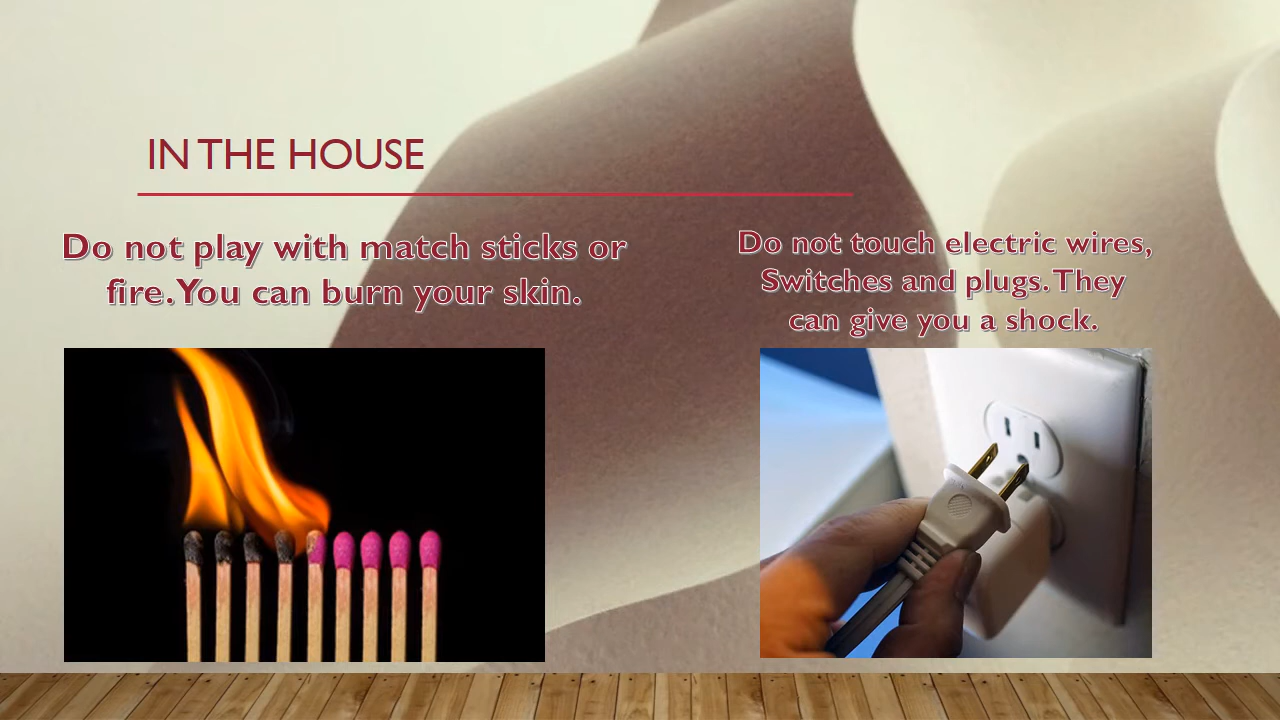 IN THE HOUSE
Do not play with match sticks or
fire. You can burn your skin.
Do not touch electric wires,
Switches and plugs. They
can give you a shock.